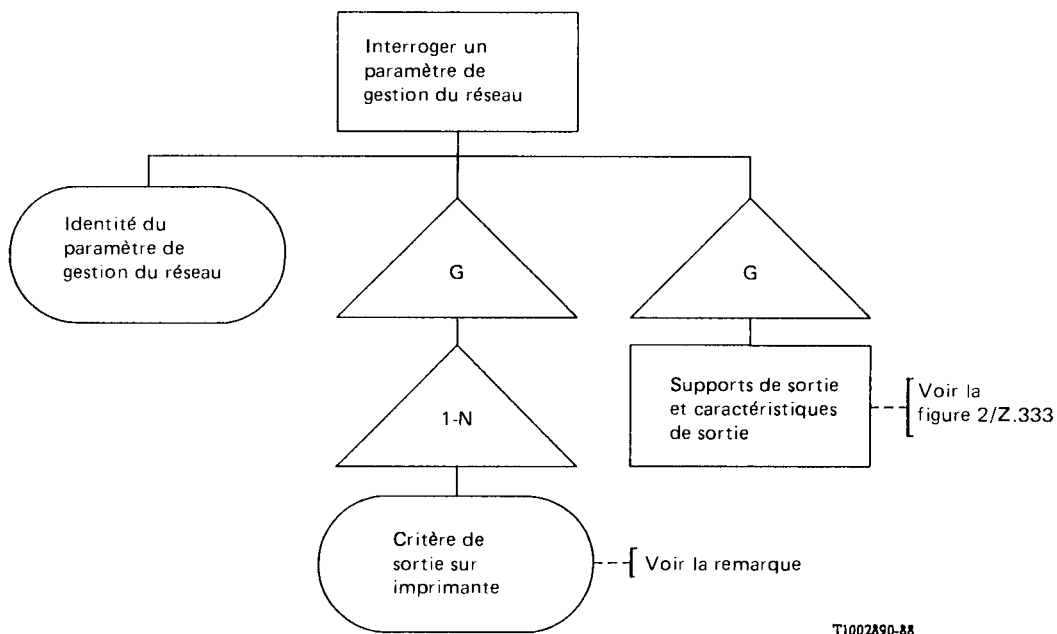 Interroger un
paramètre de
gestion du réseau
Identité du
paramètre de
gestion du réseau
G
G
1-N
Supports de sortie
et caractéristiques
de sortie
Voir la
figure 2/Z.333
Critère de
sortie sur
imprimante
Voir la remarque
T1002890-88